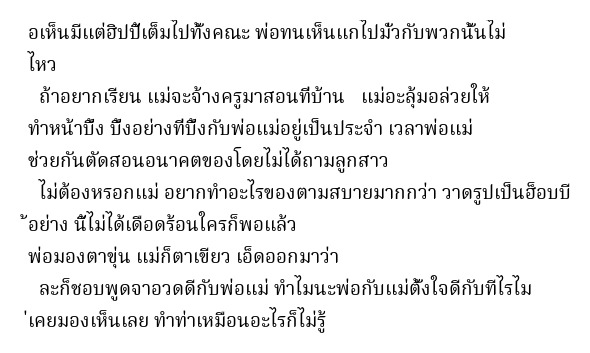 อเห็นมีแต่ฮิปปี้เต็มไปทั้งคณะ พ่อทนเห็นแกไปมั่วกับพวกนั้นไม่
ไหว
ถ้าอยากเรียน แม่จะจ้างครูมาสอนที่บ้าน แม่อะลุ้มอล่วยให้
ทำหน้าบึ้ง บึ้งอย่างที่บึ้งกับพ่อแม่อยู่เป็นประจำ เวลาพ่อแม่
ช่วยกันตัดสอนอนาคตของโดยไม่ได้ถามลูกสาว
ไม่ต้องหรอกแม่ อยากทำอะไรของตามสบายมากกว่า วาดรูปเป็นฮ็อบบี
้อย่าง นี้ไม่ได้เดือดร้อนใครก็พอแล้ว
พ่อมองตาขุ่น แม่ก็ตาเขียว เอ็ดออกมาว่า
ละก็ชอบพูดจาอวดดีกับพ่อแม่ ทำไมนะพ่อกับแม่ตั้งใจดีกับทีไรไม
่เคยมองเห็นเลย ทำท่าเหมือนอะไรก็ไม่รู้